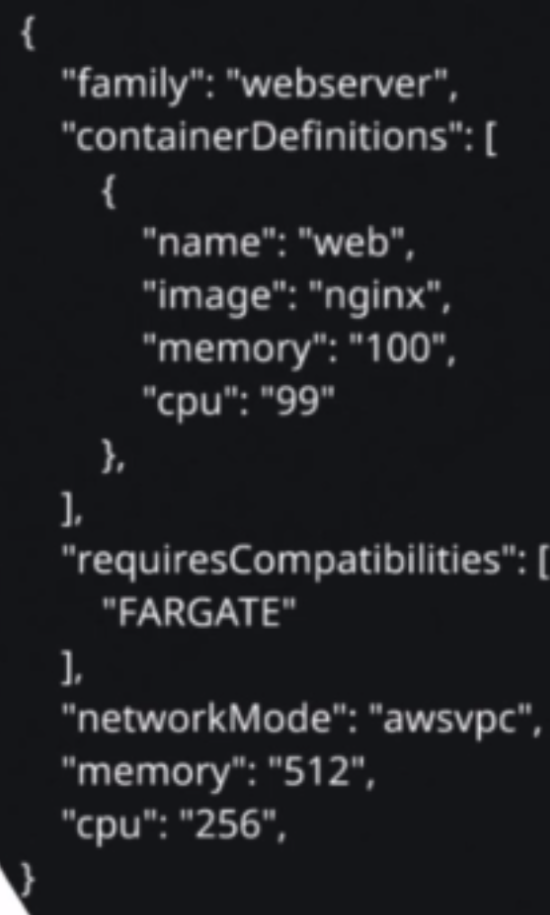 {
"family": "webserver",
"containerDefinitions": [
{
"name": "web",
"image": "nginx",
"memory": "100",
"cpu": "99"
},
],
"requiresCompatibilities": [
"FARGATE"
],
"networkMode": "awsvpc",
"memory": "512",
"cpu": "256",
}